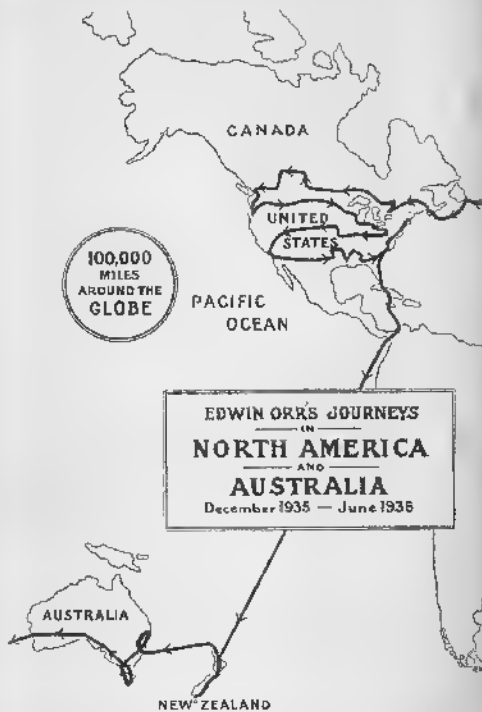 CANADA
UNITED
STATES
100,000
MILES
AROUND THE
GLOBE
PACIFIC
OCEAN
EDWIN ORR'S JOURNEYS
IN
NORTH AMERICA
AND
AUSTRALIA
December 1935 — June 1936
AUSTRALIA
NEW ZEALAND